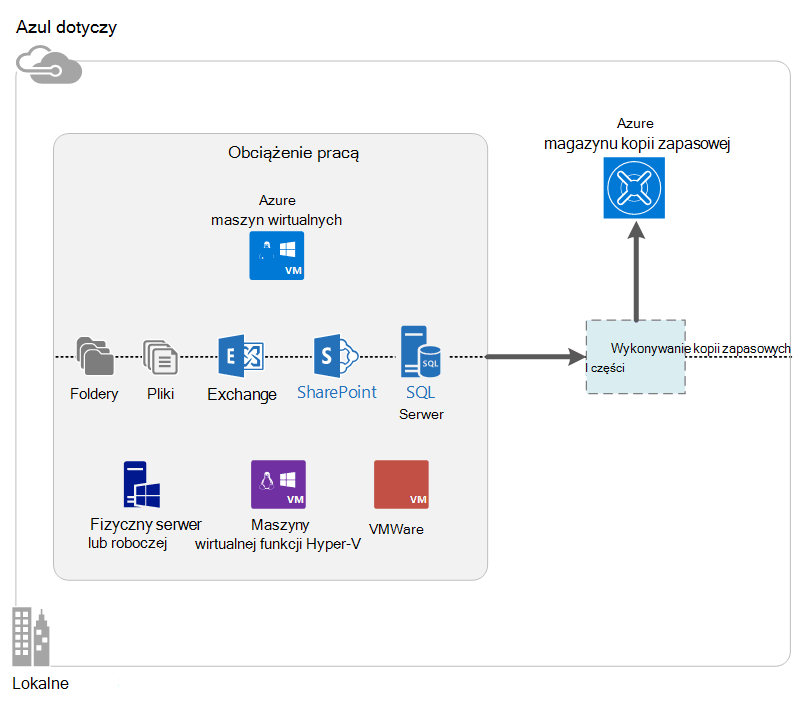 Azul dotyczy
Azure
magazynu kopii zapasowej
Obciążenie pracą
Azure
maszyn wirtualnych
VM
Wykonywanie kopii zapasowych
I części
E
S
SQL
Foldery
Pliki
Exchange
SharePoint
SQL
Serwer
VM
VM
Fizyczny serwer
lub roboczej
Maszyny
wirtualnej funkcji Hyper-V
VMWare
Lokalne